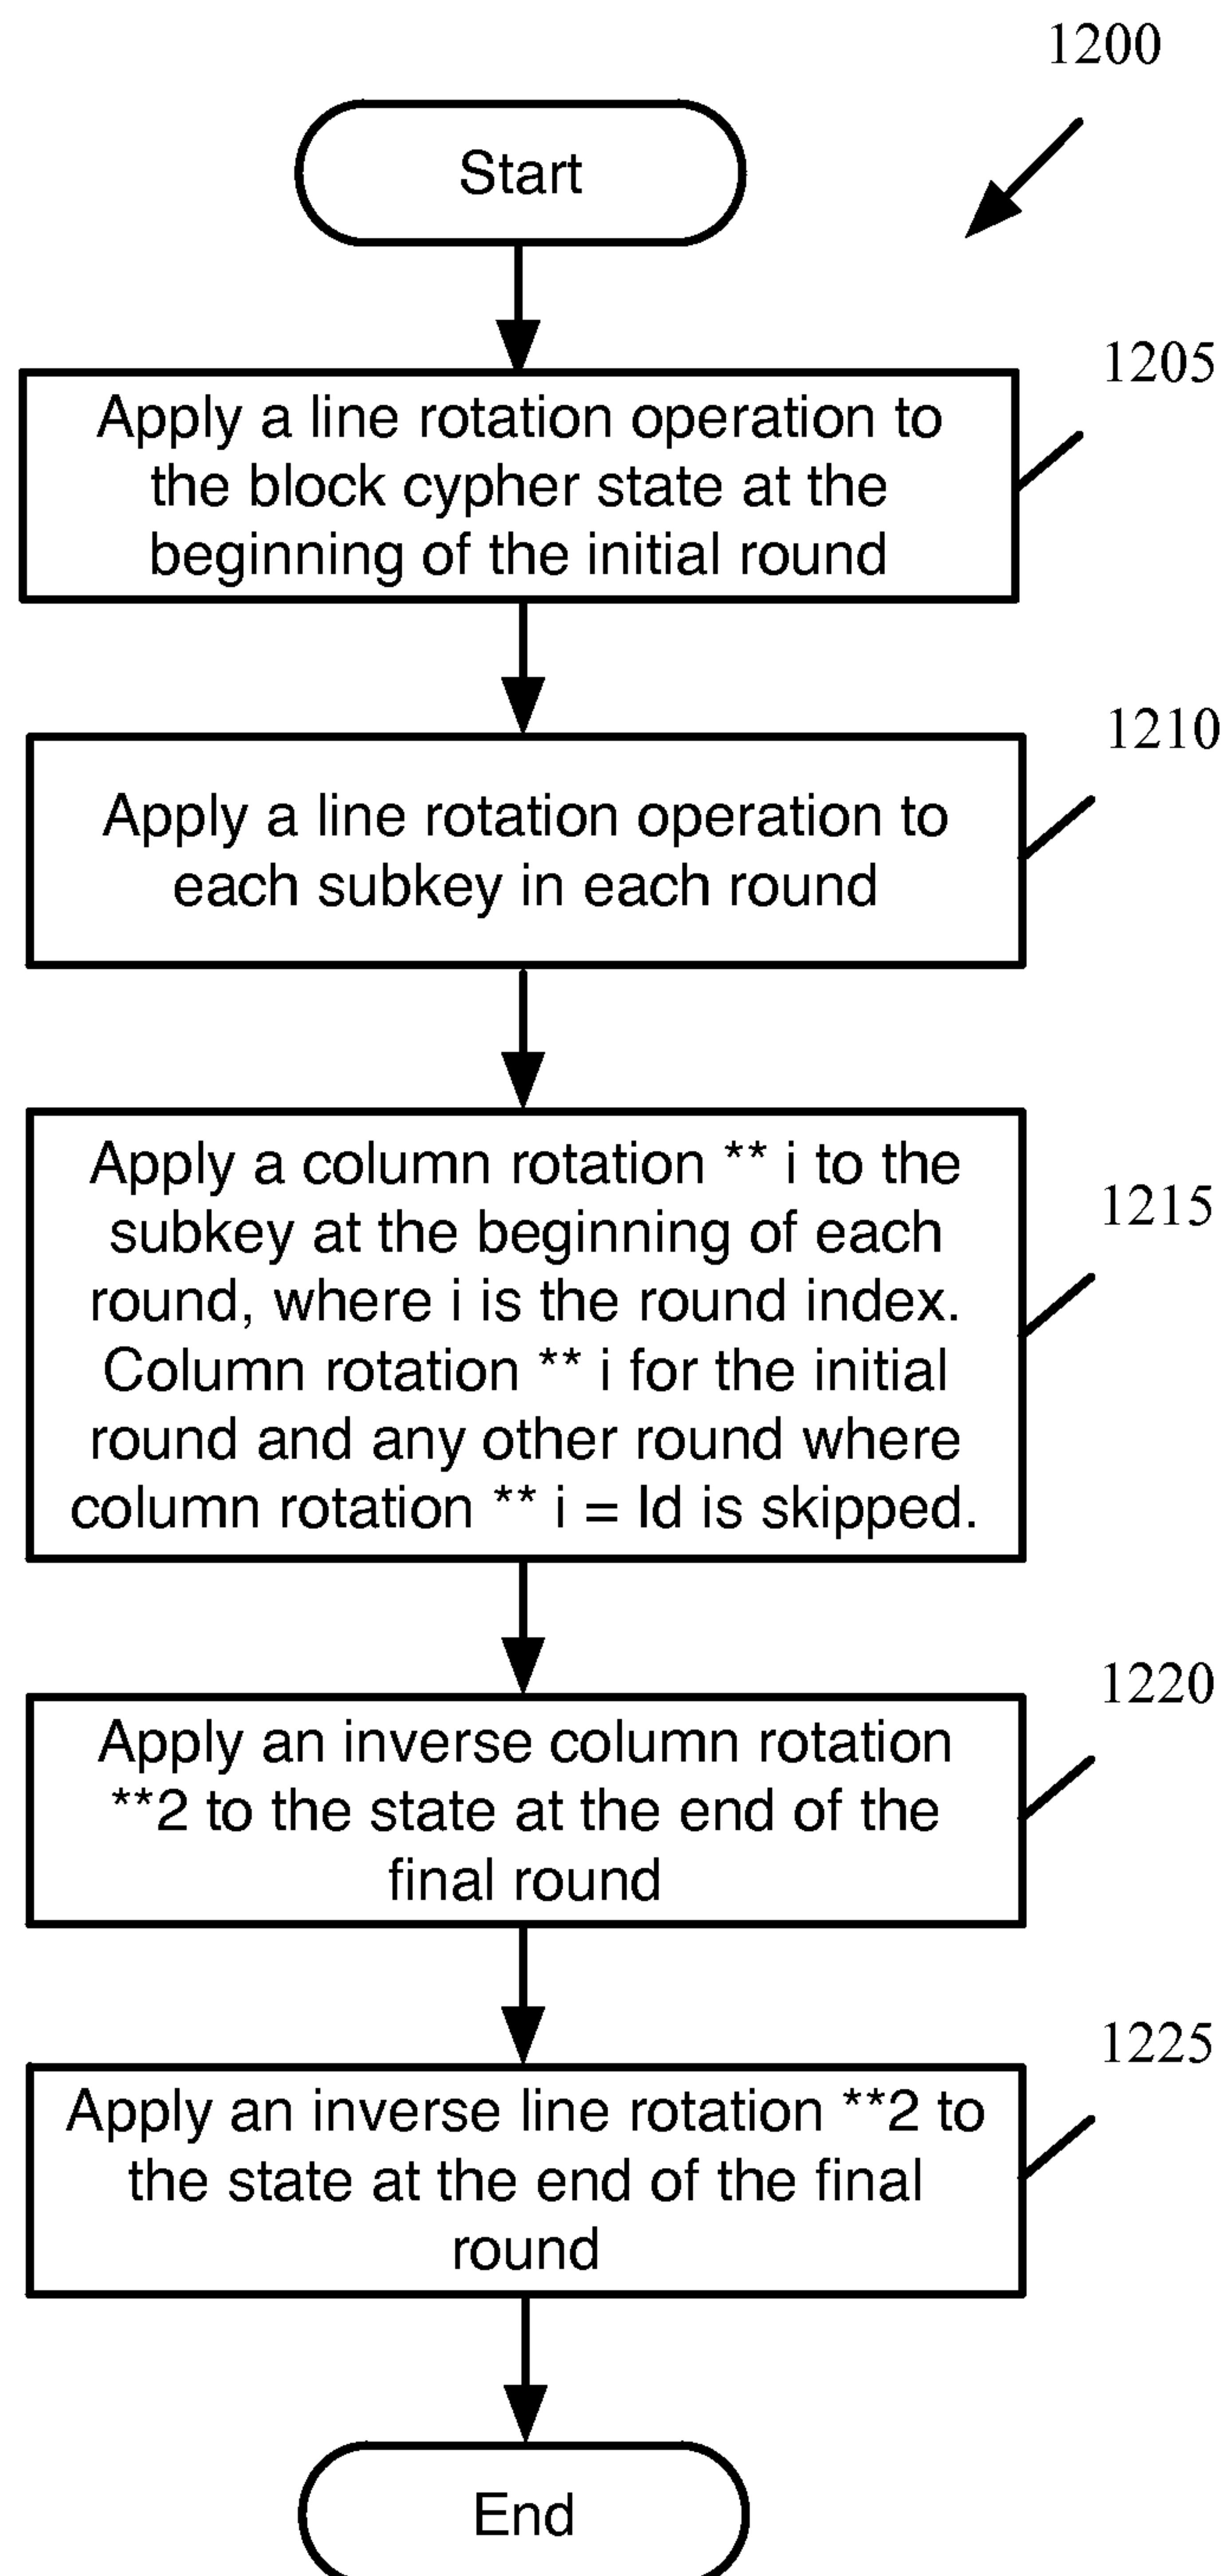 1200
Start
1205
Apply a line rotation operation to
the block cypher state at the
beginning of the initial round
1210
Apply a line rotation operation to
each subkey in each round
1215
Apply a column rotation ** i to the
subkey at the beginning of each
round, where i is the round index.
Column rotation ** i for the initial
round and any other round where
column rotation ** i = Id is skipped.
1220
Apply an inverse column rotation
**2 to the state at the end of the
final round
1225
Apply an inverse line rotation **2 to
the state at the end of the final
round
End